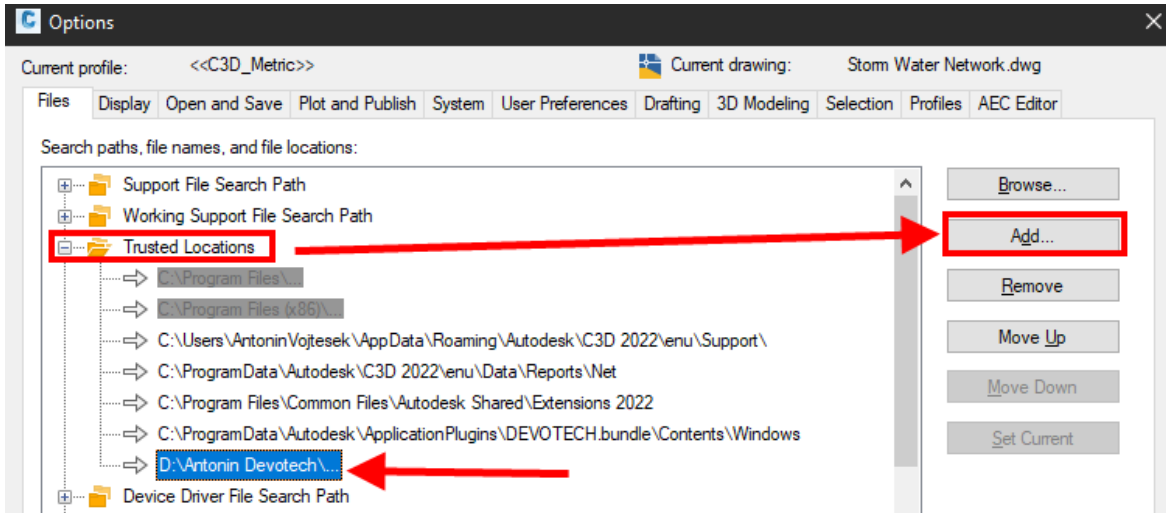 C Options
Current profile: <<C3D_Metric>> Current drawing: Storm Water Network.dwg
Files Display Open and Save Plot and Publish System User Preferences Drafting 3D Modeling Selection Profiles AEC Editor
Search paths, file names, and file locations:
Support File Search Path
Browse...
Working Support File Search Path
Trusted Locations
Add...
C:\Program Files\...
Remove
C:\Program Files (x86)\...
C:\Users\AntoninVojtesek\AppData\Roaming\Autodesk\C3D 2022\enu\Support\
Move Up
C:\ProgramData\Autodesk\C3D 2022\enu\Data\Reports\Net
Move Down
C:\Program Files\Common Files\Autodesk Shared\Extensions 2022
C:\ProgramData\Autodesk\ApplicationPlugins\DEVOTECH.bundle\Contents\Windows
Set Current
D:\Antonin Devotech\...
Device Driver File Search Path